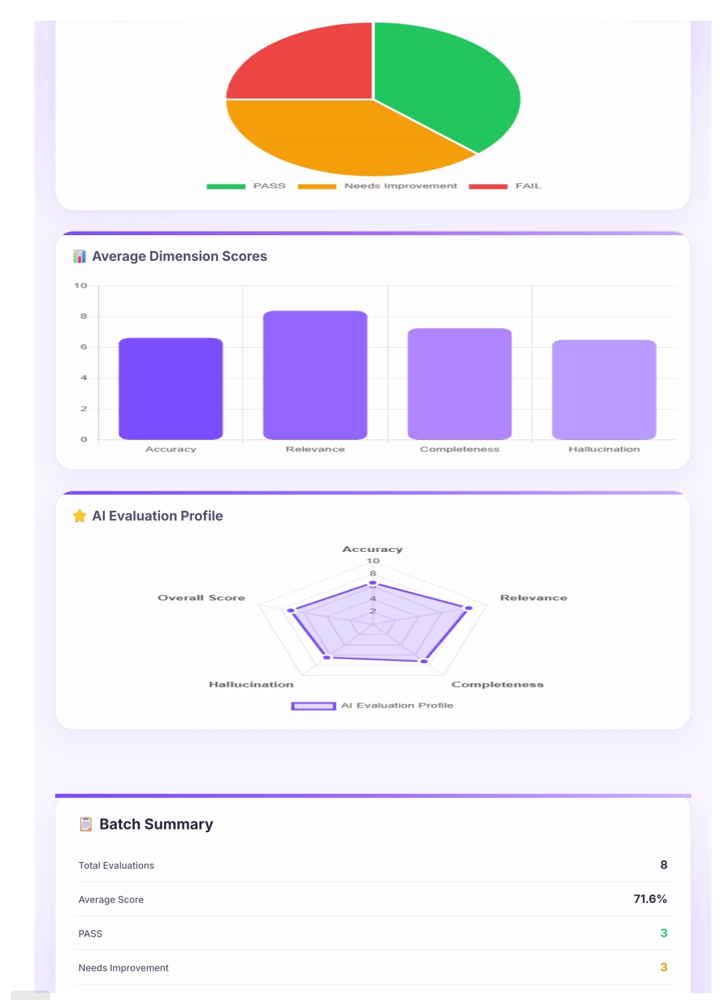 PASS Needs Improvement FAIL
Average Dimension Scores
10
8
6
4
2
0
Accuracy Relevance Completeness Hallucination
AI Evaluation Profile
Accuracy
10
8
4
2
Overall Score Relevance
Hallucination Completeness
AI Evaluation Profile
Batch Summary
Total Evaluations 8
Average Score 71.6%
PASS 3
Needs Improvement 3